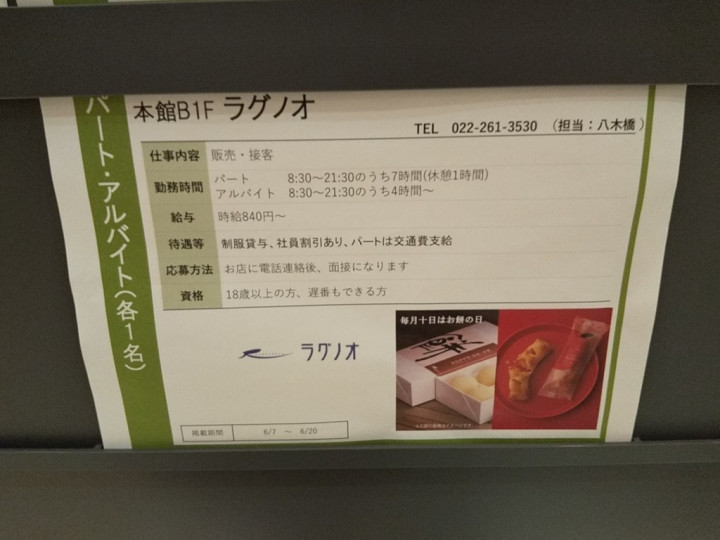 パート・アルバイト(各1名)
本館B1F ラグノオ
TEL 022-261-3530 (担当：八木橋)
仕事内容 販売・接客
勤務時間 パート 8:30～21:30のうち7時間(休憩1時間)
アルバイト 8:30～21:30のうち4時間～
給与 時給840円～
待遇等 制服貸与、社員割引あり、パートは交通費支給
応募方法 お店に電話連絡後、面接になります
資格 18歳以上の方、遅番もできる方
ラグノオ
毎月十日はお餅の日
掲載期間 6/7 ～ 6/20